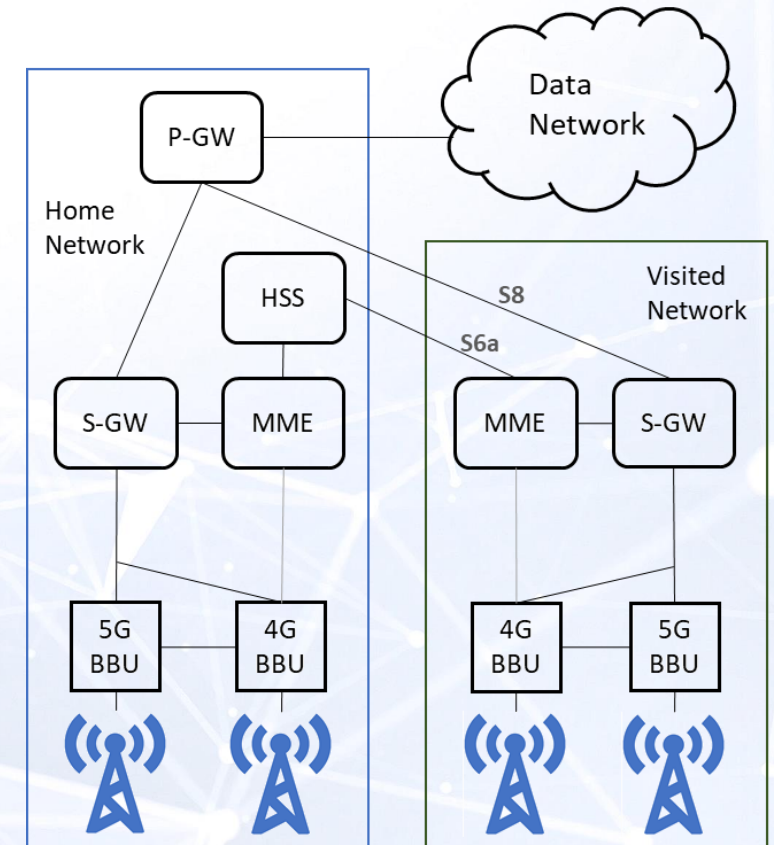 Data
Network
P-GW
Home
Network
HSS
Visited
Network
S8
S6a
S-GW
MME
MME
S-GW
5G
BBU
4G
BBU
4G
BBU
5G
BBU